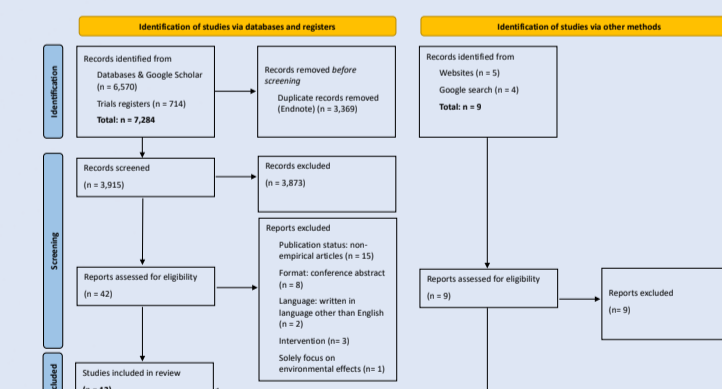 Identification of studies via databases and registers
Identification of studies via other methods
Identification
Records identified from
Databases & Google Scholar
(n = 6,570)
Trials registers (n = 714)
Total: n = 7,284
Records removed before
screening
Duplicate records removed
(Endnote) (n = 3,369)
Records identified from
Websites (n = 5)
Google search (n = 4)
Total: n = 9
Screening
Records screened
(n = 3,915)
Records excluded
(n = 3,873)
Reports assessed for eligibility
(n = 42)
Reports excluded
Publication status: non-
empirical articles (n = 15)
Format: conference abstract
(n = 8)
Language: written in
language other than English
(n = 2)
Intervention (n= 3)
Solely focus on
environmental effects (n= 1)
Reports assessed for eligibility
(n = 9)
Reports excluded
(n= 9)
Studies included in review